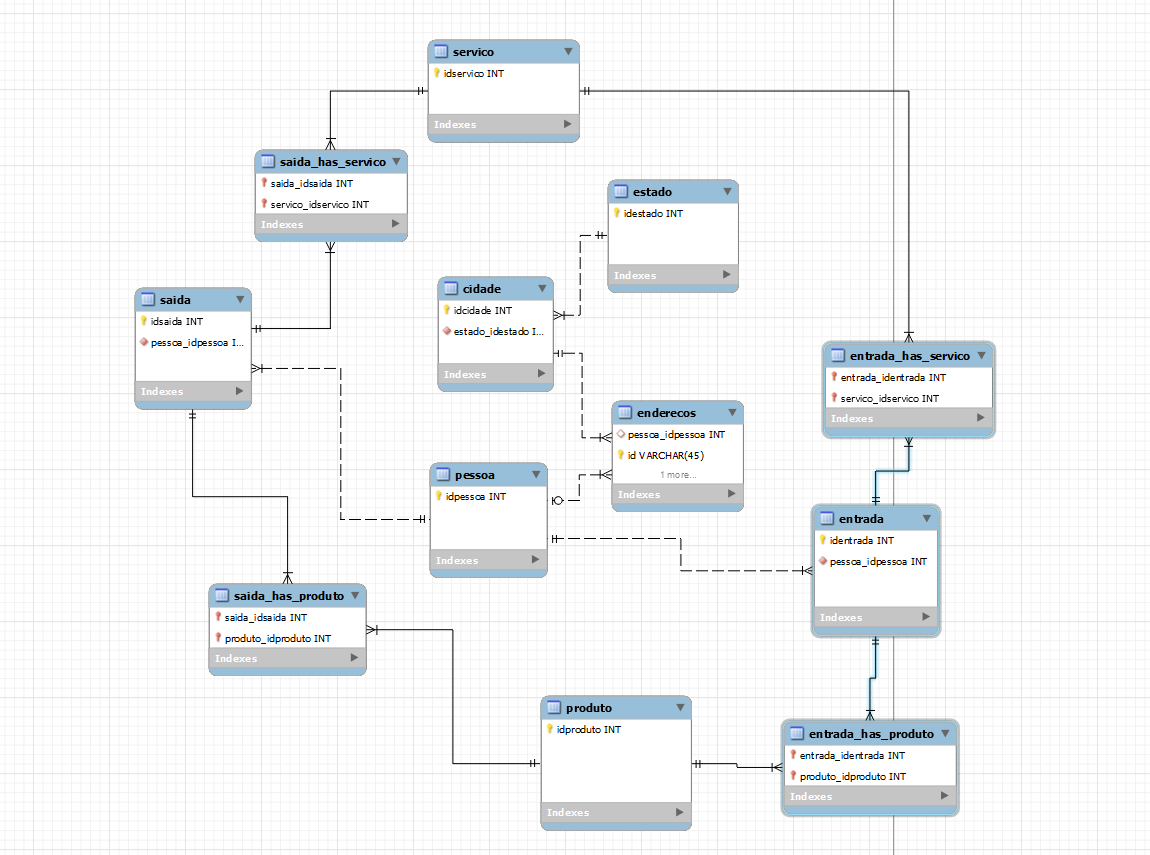 servico
idservico INT
Indexes
saida_has_servico
saida_idsaida INT
servico_idservico INT
Indexes
estado
idestado INT
Indexes
cidade
idcidade INT
estado_idestado I...
Indexes
saida
idsaida INT
pessoa_idpessoa I...
Indexes
entrada_has_servico
entrada_identrada INT
servico_idservico INT
Indexes
enderecos
pessoa_idpessoa INT
id VARCHAR(45)
1 more...
Indexes
pessoa
idpessoa INT
Indexes
entrada
identrada INT
pessoa_idpessoa INT
Indexes
saida_has_produto
saida_idsaida INT
produto_idproduto INT
Indexes
produto
idproduto INT
Indexes
entrada_has_produto
entrada_identrada INT
produto_idproduto INT
Indexes